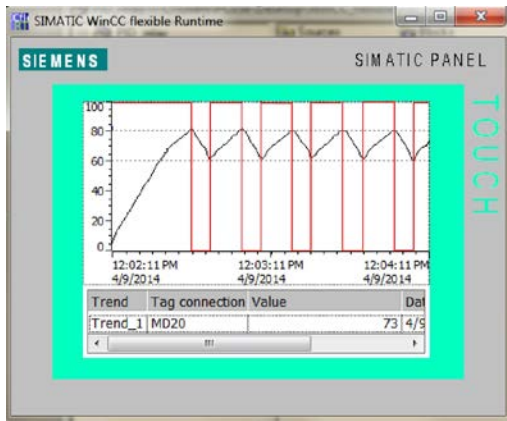 SIMATIC WinCC flexible Runtime
SIEMENS
SIMATIC PANEL
TOUCH
100
80
60
40
20
0
12:02:11 PM 12:03:11 PM 12:04:11 PM
4/9/2014 4/9/2014 4/9/2014
Trend Tag connection Value Dat
Trend_1 MD20 73 4/9